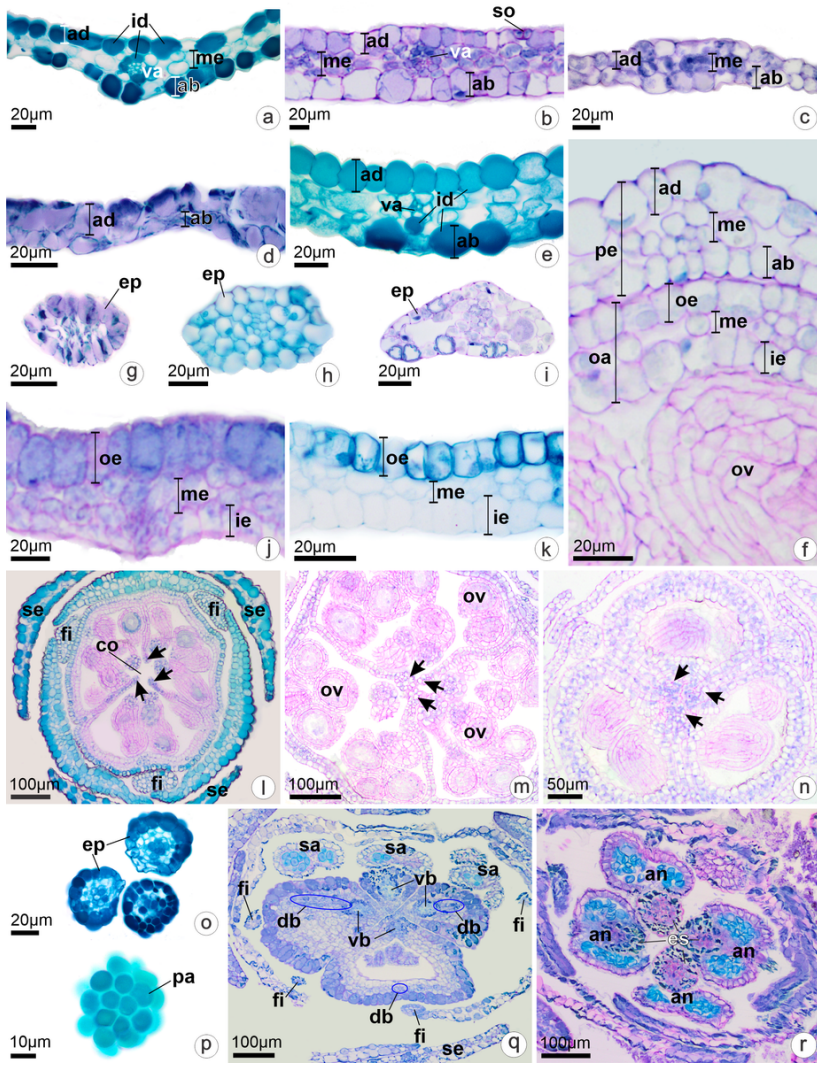 id
ad
me
va
ab
20µm
a
so
ad
va
me
ab
20µm
b
ad
me
ab
20µm
c
ad
ab
20µm
d
ad
id
va
ab
20µm
e
ad
pe
me
ab
oe
me
oa
ie
ov
20µm
f
ep
20µm
g
ep
20µm
h
ep
20µm
i
oe
me
ie
20µm
j
oe
me
ie
20µm
k
se
fi
fi
se
co
fi
se
100µm
l
ov
ov
ov
100µm
m
50µm
n
ep
20µm
o
pa
10µm
p
sa
sa
vb
sa
fi
fi
db
db
vb
fi
db
fi
se
100µm
q
an
an
es
an
an
100µm
r